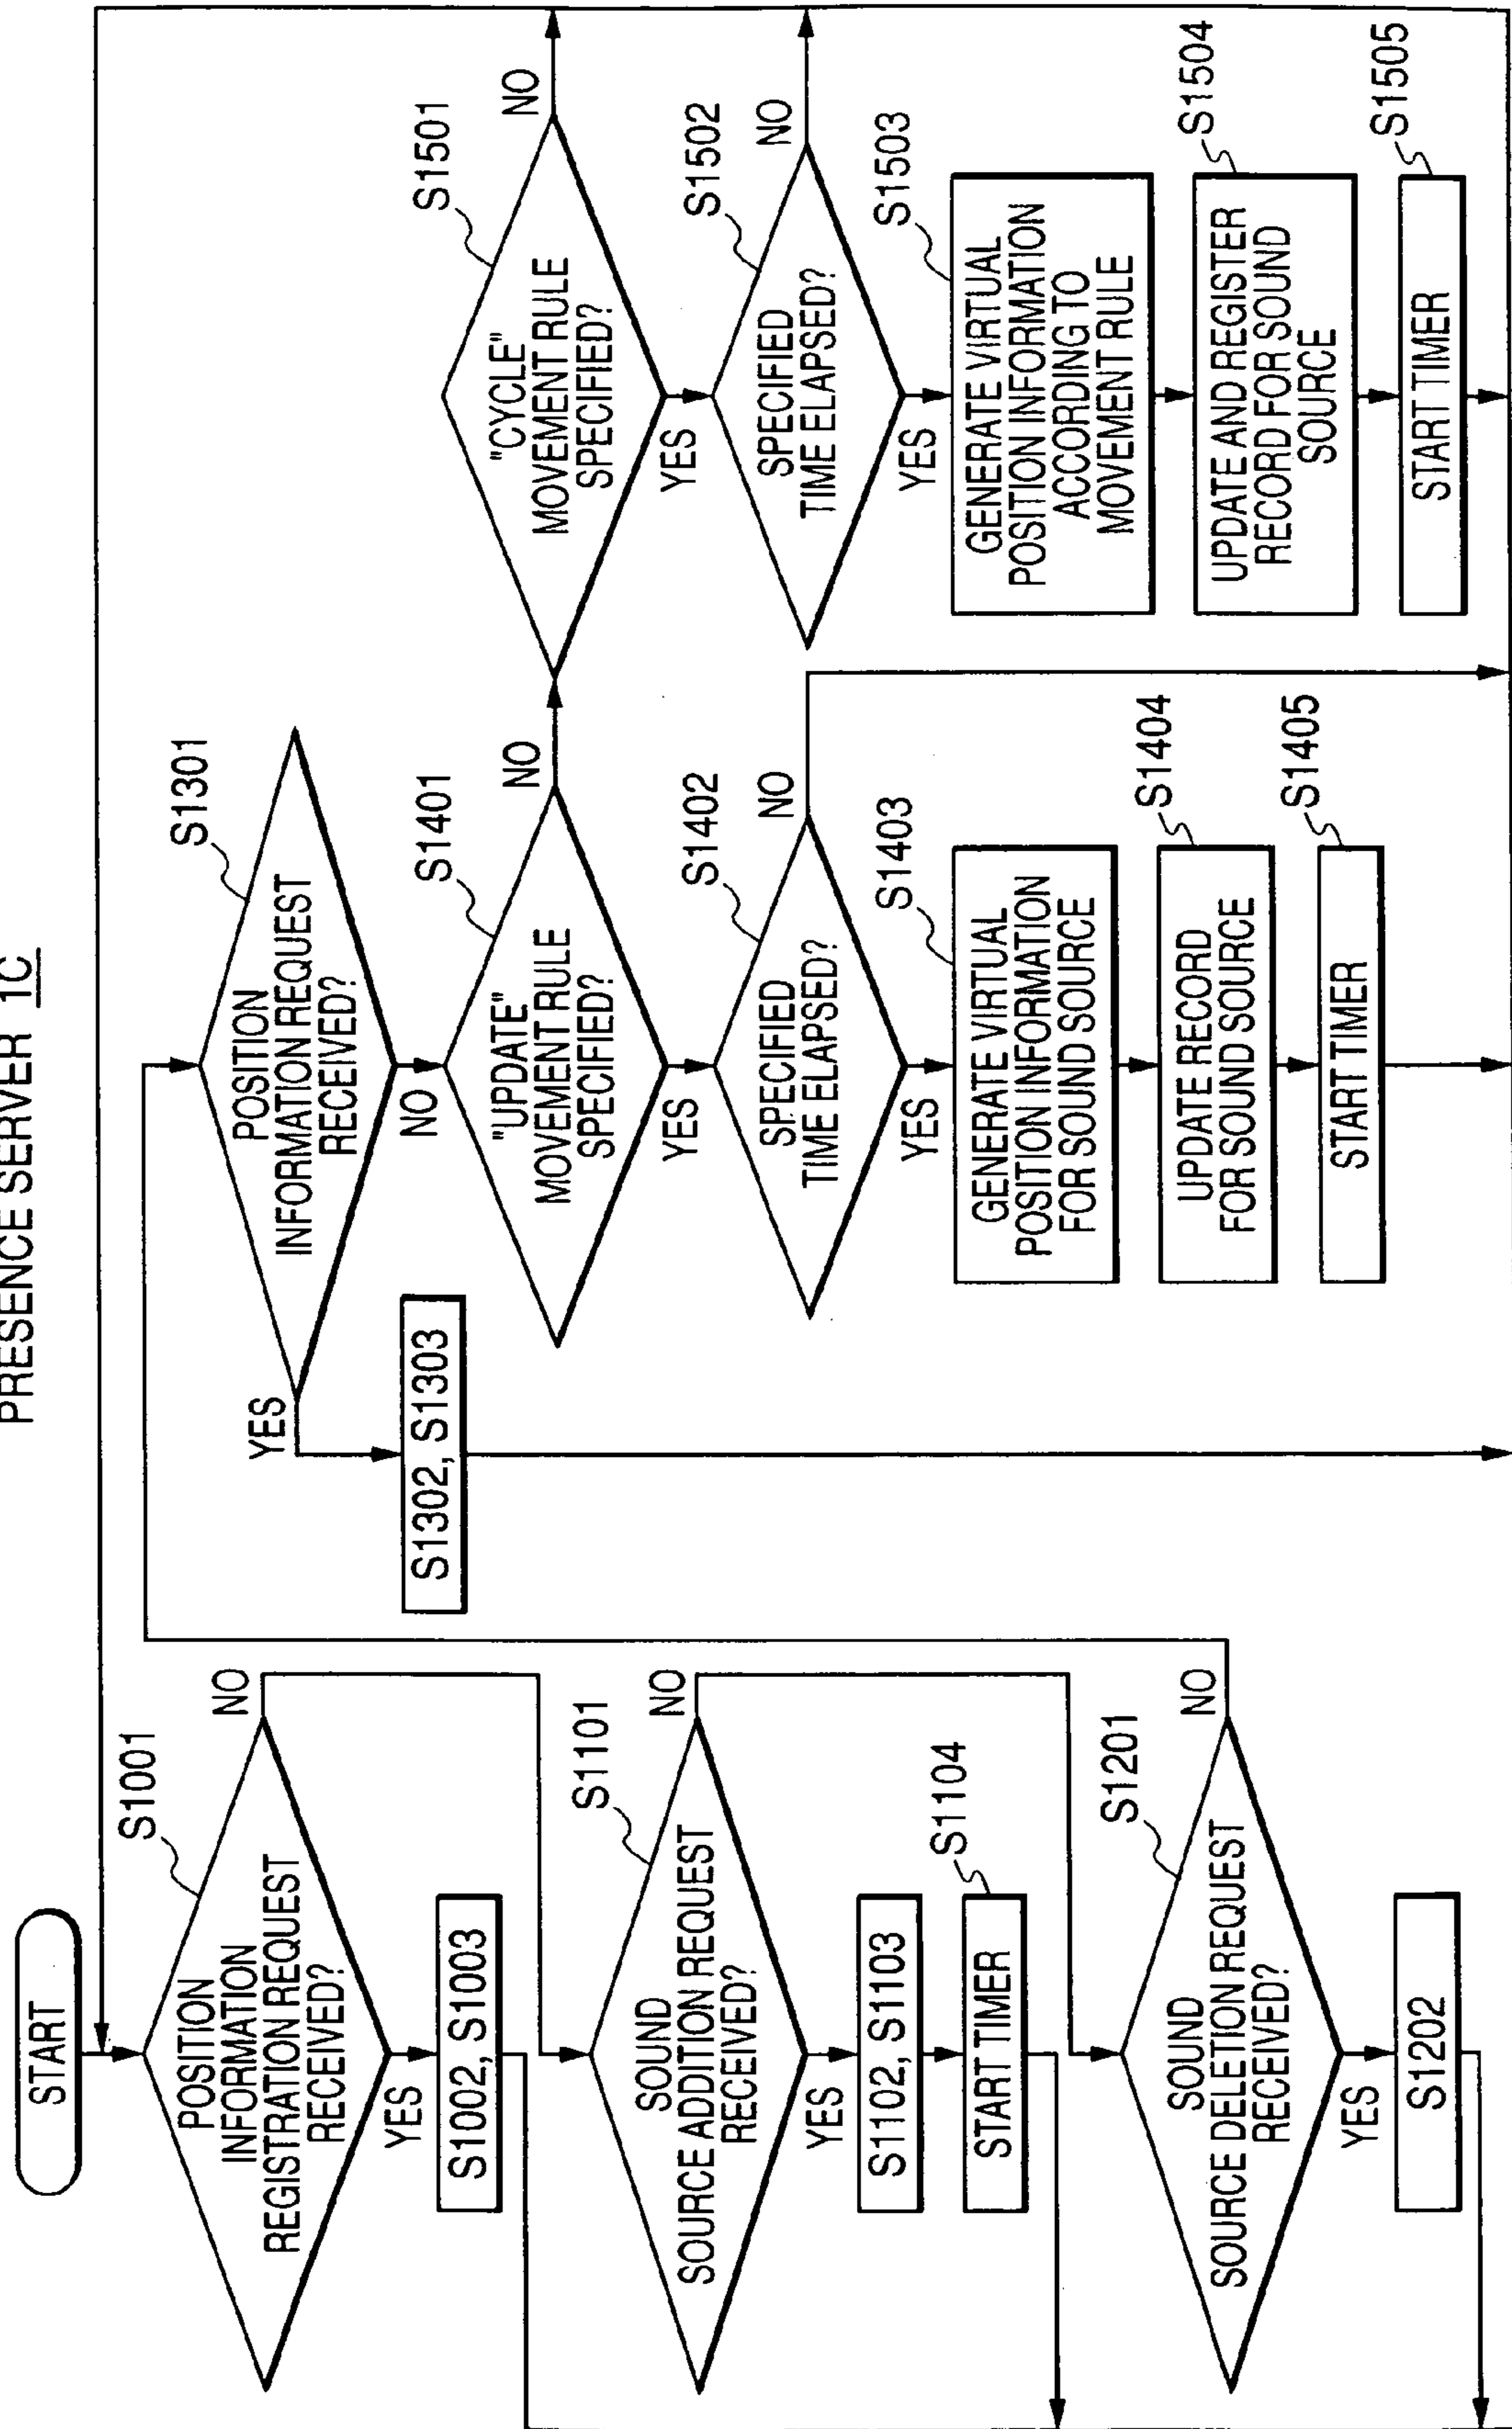 PRESENCE SERVER 1C
START
S1001
POSITION
INFORMATION
REGISTRATION REQUEST
RECEIVED?
NO
YES
S1002, S1003
S1101
SOUND
SOURCE ADDITION REQUEST
RECEIVED?
NO
YES
S1102, S1103
S1104
START TIMER
S1201
SOUND
SOURCE DELETION REQUEST
RECEIVED?
NO
YES
S1202
S1301
POSITION
INFORMATION REQUEST
RECEIVED?
YES
S1302, S1303
NO
S1401
"UPDATE"
MOVEMENT RULE
SPECIFIED?
NO
YES
S1402
SPECIFIED
TIME ELAPSED?
NO
YES
S1403
GENERATE VIRTUAL
POSITION INFORMATION
FOR SOUND SOURCE
S1404
UPDATE RECORD
FOR SOUND SOURCE
S1405
START TIMER
S1501
"CYCLE"
MOVEMENT RULE
SPECIFIED?
NO
YES
S1502
SPECIFIED
TIME ELAPSED?
NO
YES
S1503
GENERATE VIRTUAL
POSITION INFORMATION
ACCORDING TO
MOVEMENT RULE
S1504
UPDATE AND REGISTER
RECORD FOR SOUND
SOURCE
S1505
START TIMER